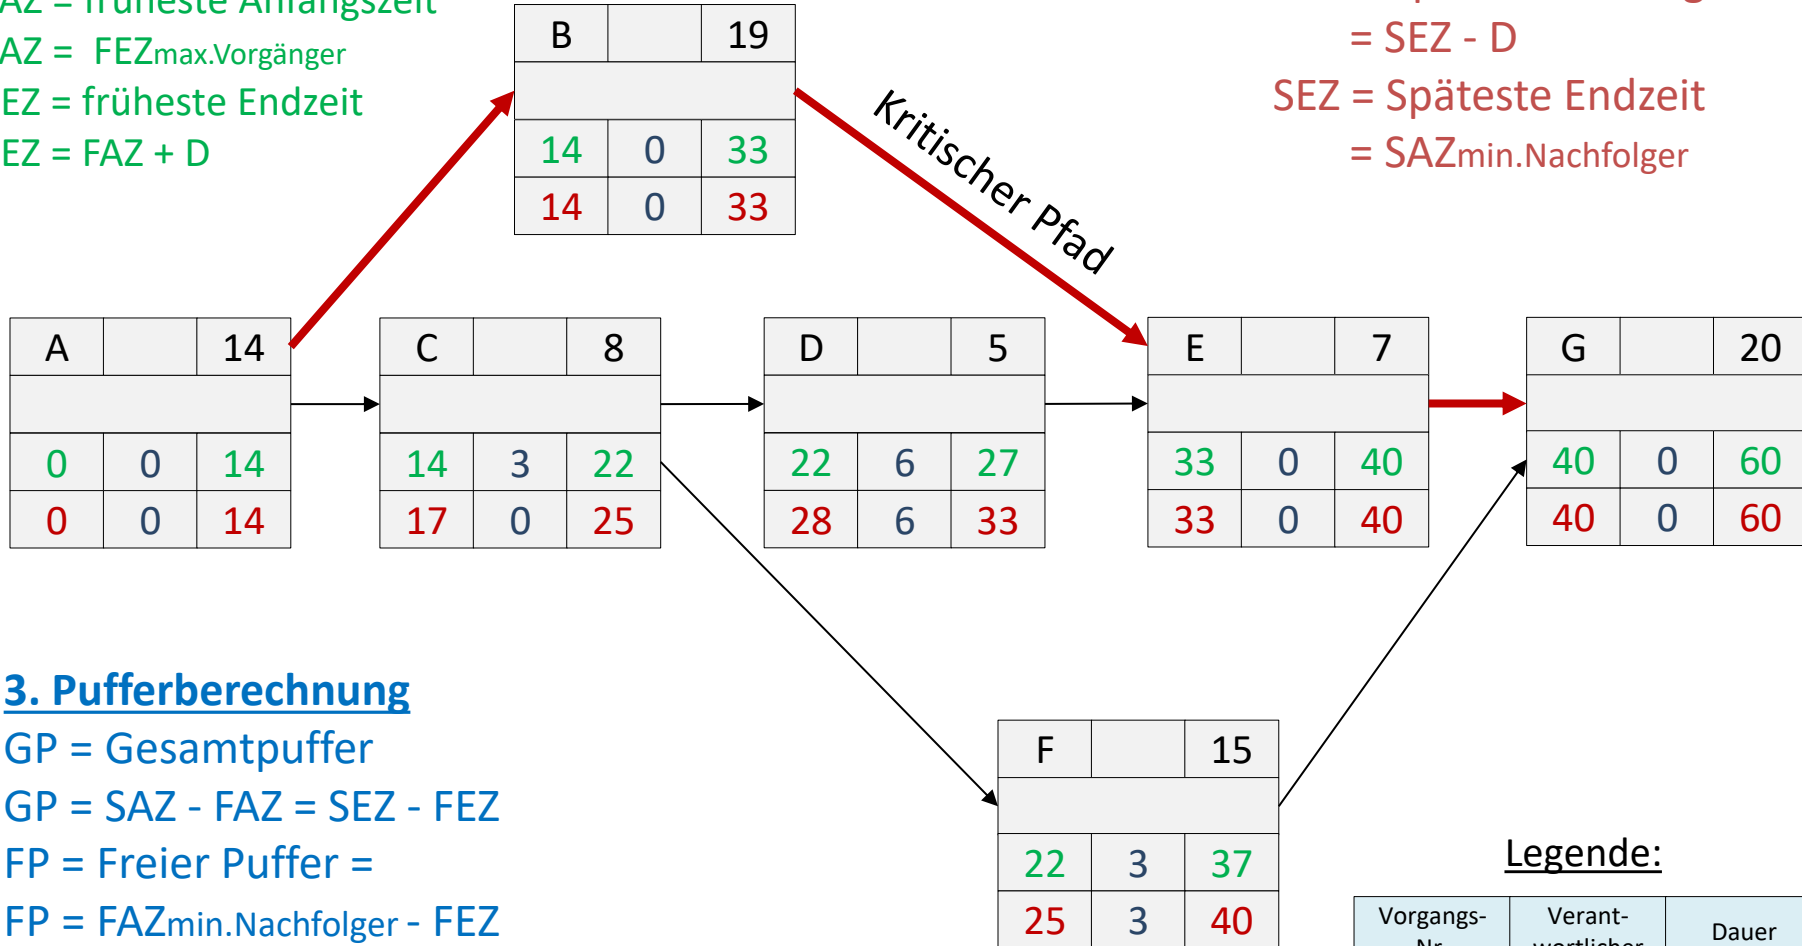 AZ = früheste Anfangszeit
AZ = FEZmax.Vorgänger
EZ = früheste Endzeit
EZ = FAZ + D
= SEZ - D
SEZ = Späteste Endzeit
= SAZmin.Nachfolger
B 19
14 0 33
14 0 33
Kritischer Pfad
A 14
0 0 14
0 0 14
C 8
14 3 22
17 0 25
D 5
22 6 27
28 6 33
E 7
33 0 40
33 0 40
G 20
40 0 60
40 0 60
3. Pufferberechnung
GP = Gesamtpuffer
GP = SAZ - FAZ = SEZ - FEZ
FP = Freier Puffer =
FP = FAZmin.Nachfolger - FEZ
F 15
22 3 37
25 3 40
Legende:
Vorgangs-
Nr.
Verant-
wortlicher
Dauer